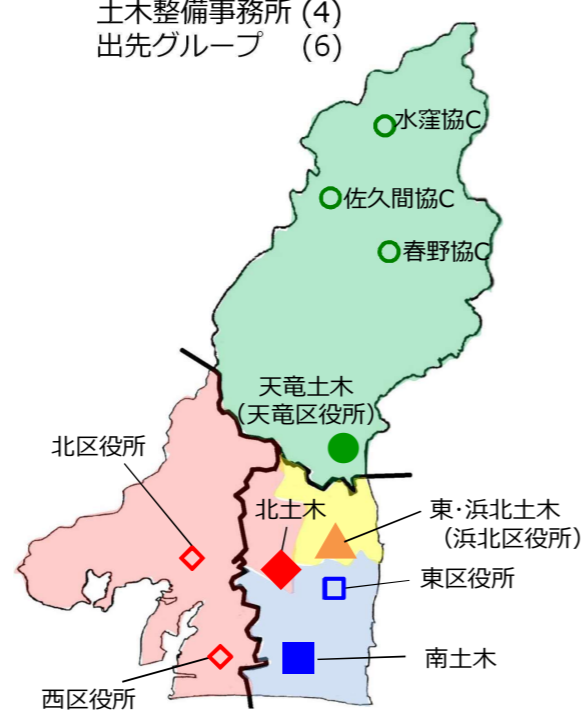 土木整備事務所 (4)
出先グループ (6)
水窪協C
佐久間協C
春野協C
天竜土木
(天竜区役所)
北区役所
北土木
東・浜北土木
(浜北区役所)
東区役所
南土木
西区役所